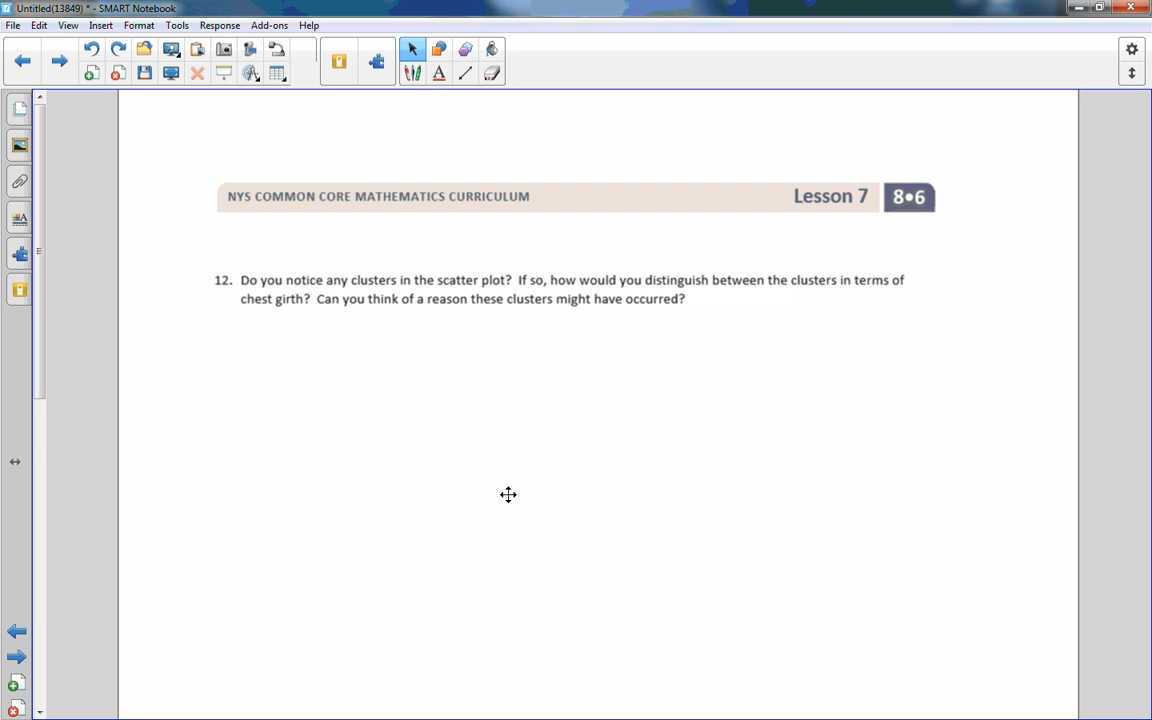 Untitled(13849) * - SMART Notebook
File Edit View Insert Format Tools Response Add-ons Help
NYS COMMON CORE MATHEMATICS CURRICULUM Lesson 7 8•6
12. Do you notice any clusters in the scatter plot? If so, how would you distinguish between the clusters in terms of
chest girth? Can you think of a reason these clusters might have occurred?